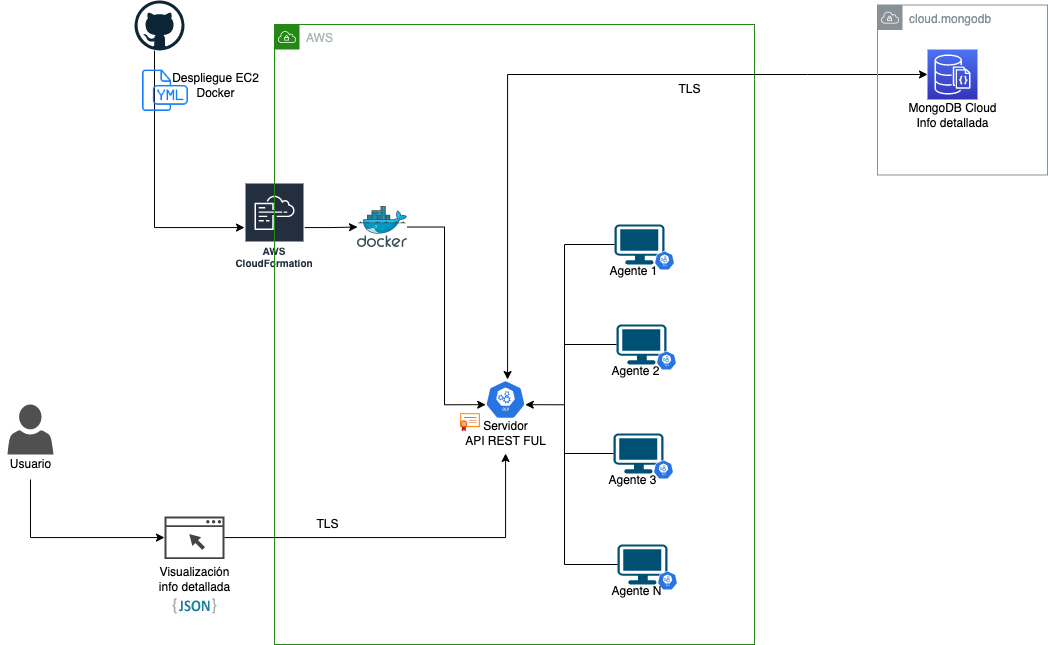 AWS
cloud.mongodb
Despliegue EC2
Docker
YML
TLS
MongoDB Cloud
Info detallada
AWS
CloudFormation
docker
Agente 1
Agente 2
Servidor
API REST FUL
Agente 3
Usuario
TLS
Visualización
info detallada
{JSON}
Agente N